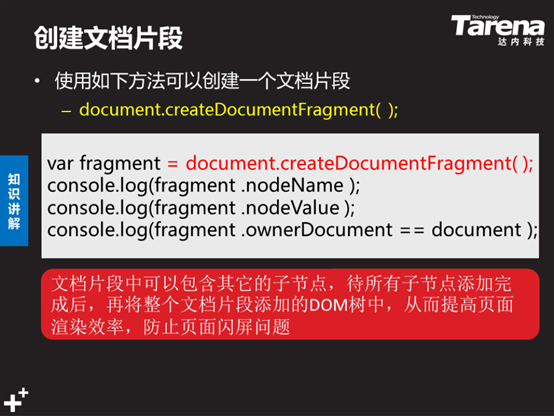 创建文档片段
Technology
Tarena
达内科技
• 使用如下方法可以创建一个文档片段
– document.createDocumentFragment( );
知识讲解
var fragment = document.createDocumentFragment( );
console.log(fragment .nodeName );
console.log(fragment .nodeValue );
console.log(fragment .ownerDocument == document );
文档片段中可以包含其它的子节点，待所有子节点添加完
成后，再将整个文档片段添加的DOM树中，从而提高页面
渲染效率，防止页面闪屏问题